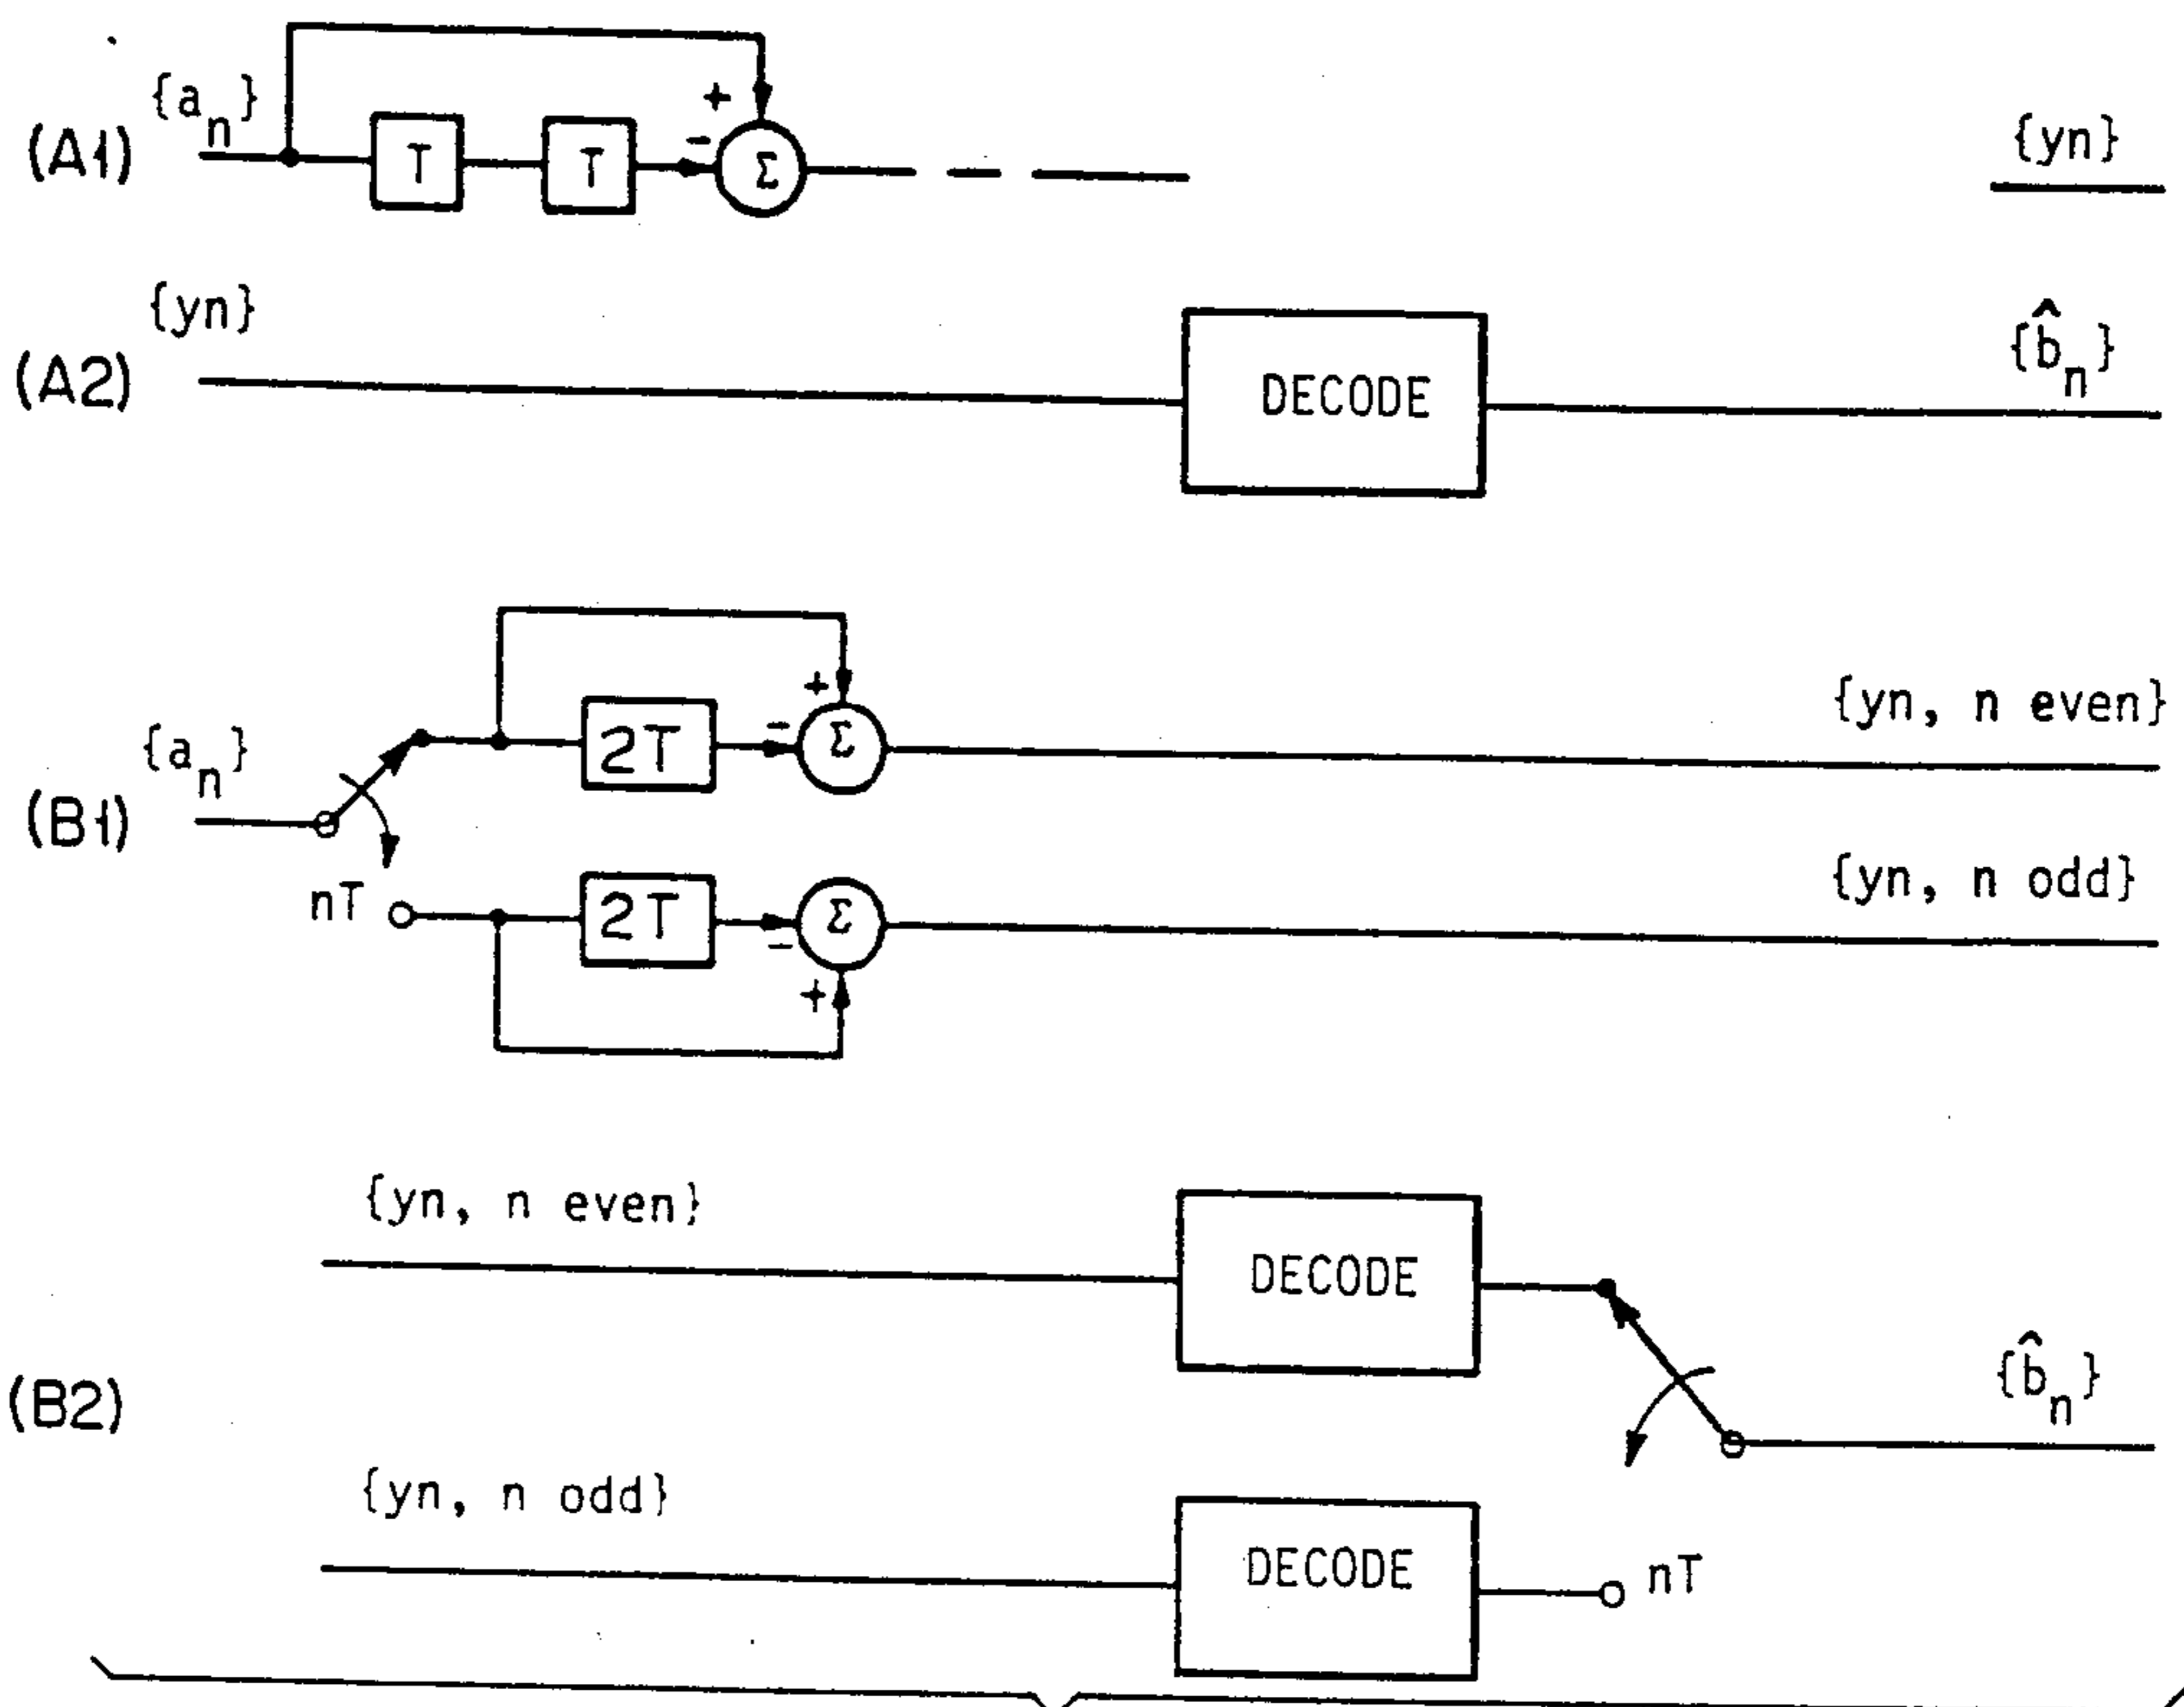 (A1) {a_n} T T + - Σ {yn}
(A2) {yn} DECODE {b̂_n}
(B1) {a_n} 2T + - Σ {yn, n even}
nT 2T - + Σ {yn, n odd}
(B2) {yn, n even} DECODE {b̂_n}
{yn, n odd} DECODE nT